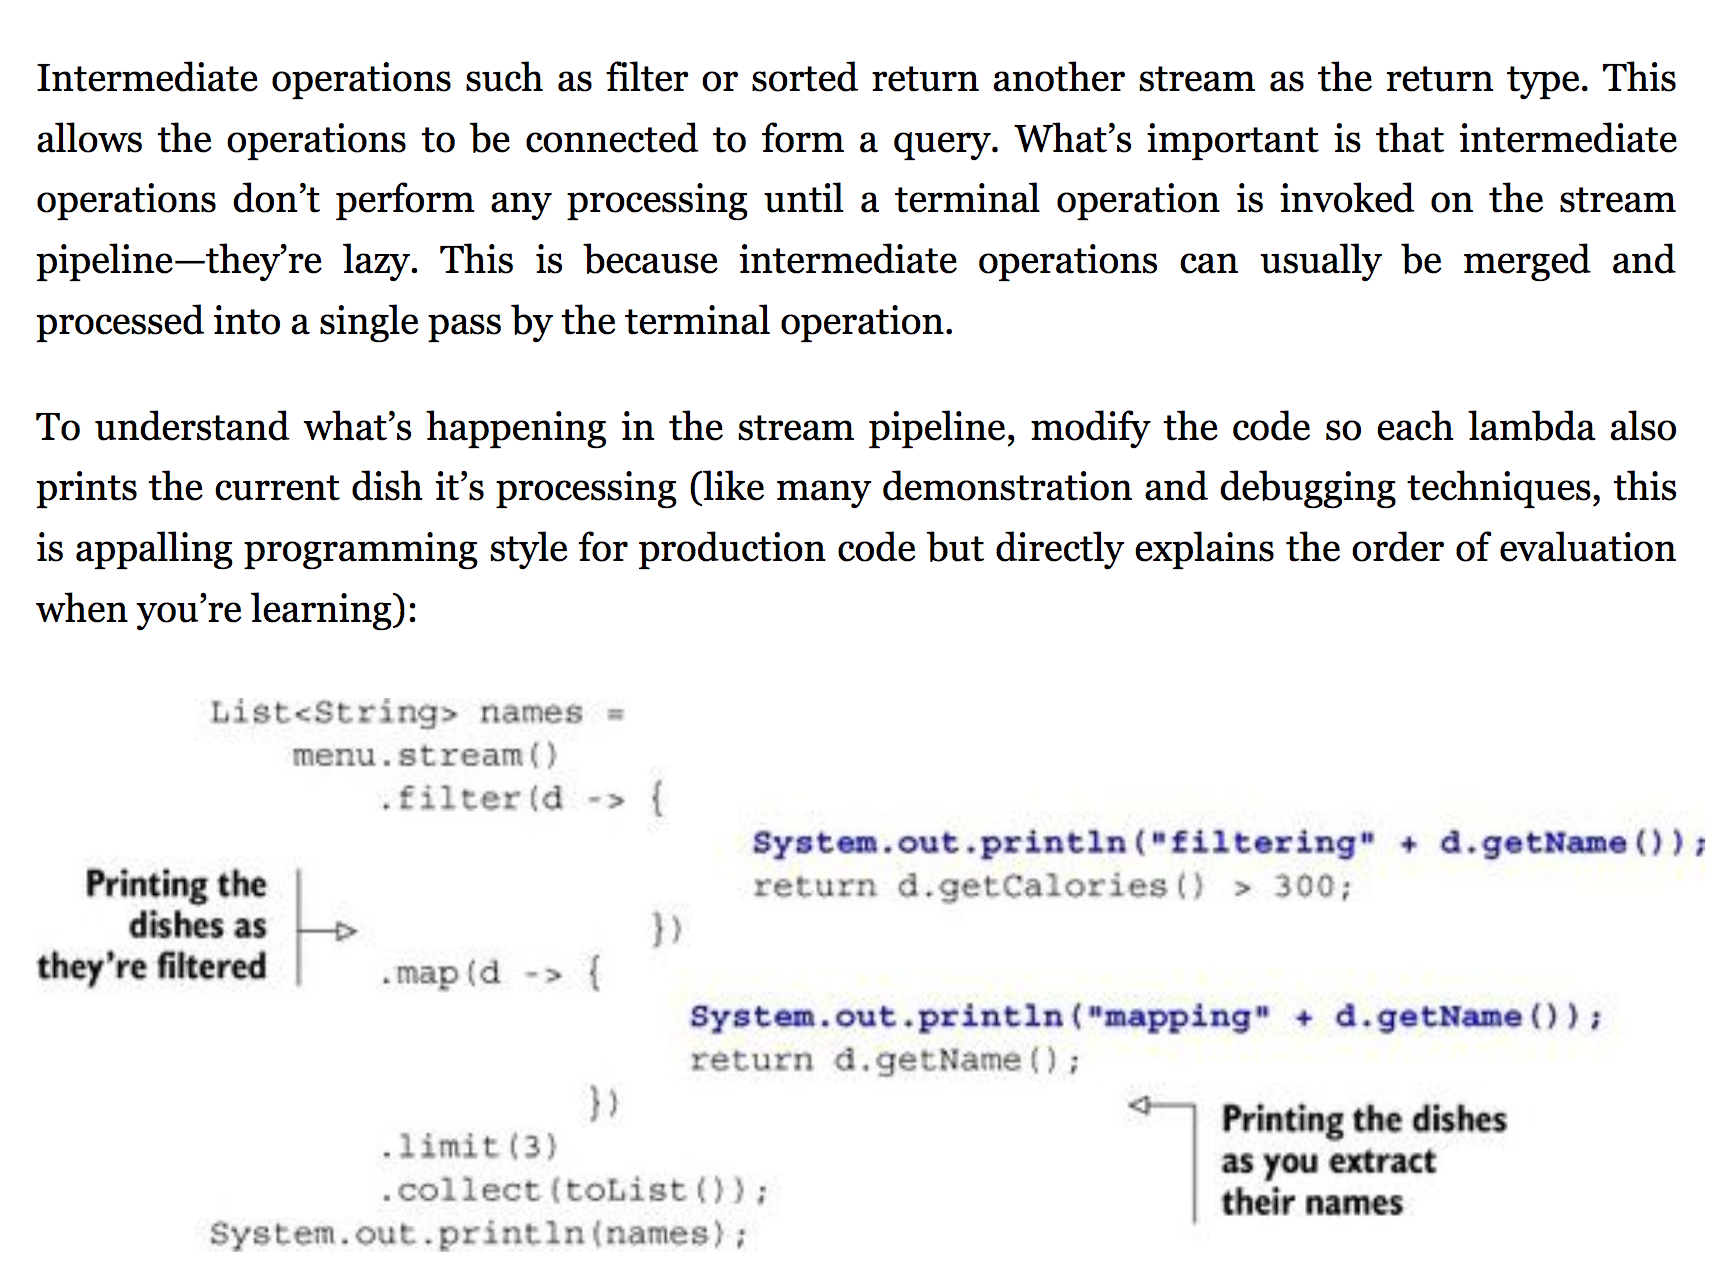 Intermediate operations such as filter or sorted return another stream as the return type. This
allows the operations to be connected to form a query. What’s important is that intermediate
operations don’t perform any processing until a terminal operation is invoked on the stream
pipeline—they’re lazy. This is because intermediate operations can usually be merged and
processed into a single pass by the terminal operation.
To understand what’s happening in the stream pipeline, modify the code so each lambda also
prints the current dish it’s processing (like many demonstration and debugging techniques, this
is appalling programming style for production code but directly explains the order of evaluation
when you’re learning):
List<String> names =
menu.stream()
.filter(d -> {
System.out.println("filtering" + d.getName());
return d.getCalories() > 300;
})
Printing the
dishes as
they're filtered
.map(d -> {
System.out.println("mapping" + d.getName());
return d.getName();
})
Printing the dishes
as you extract
their names
.limit(3)
.collect(toList());
System.out.println(names);